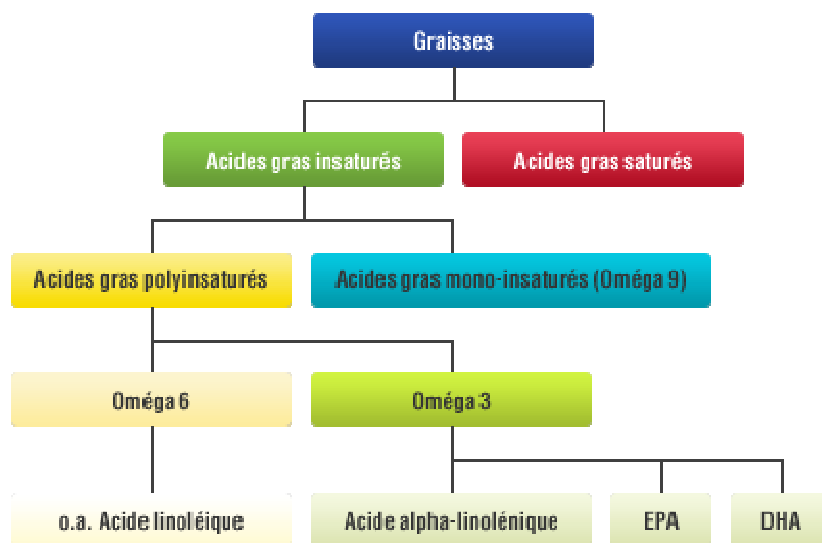 Graisses
Acides gras insaturés
Acides gras saturés
Acides gras polyinsaturés
Acides gras mono-insaturés (Oméga 9)
Oméga 6
Oméga 3
o.a. Acide linoléique
Acide alpha-linolénique
EPA
DHA